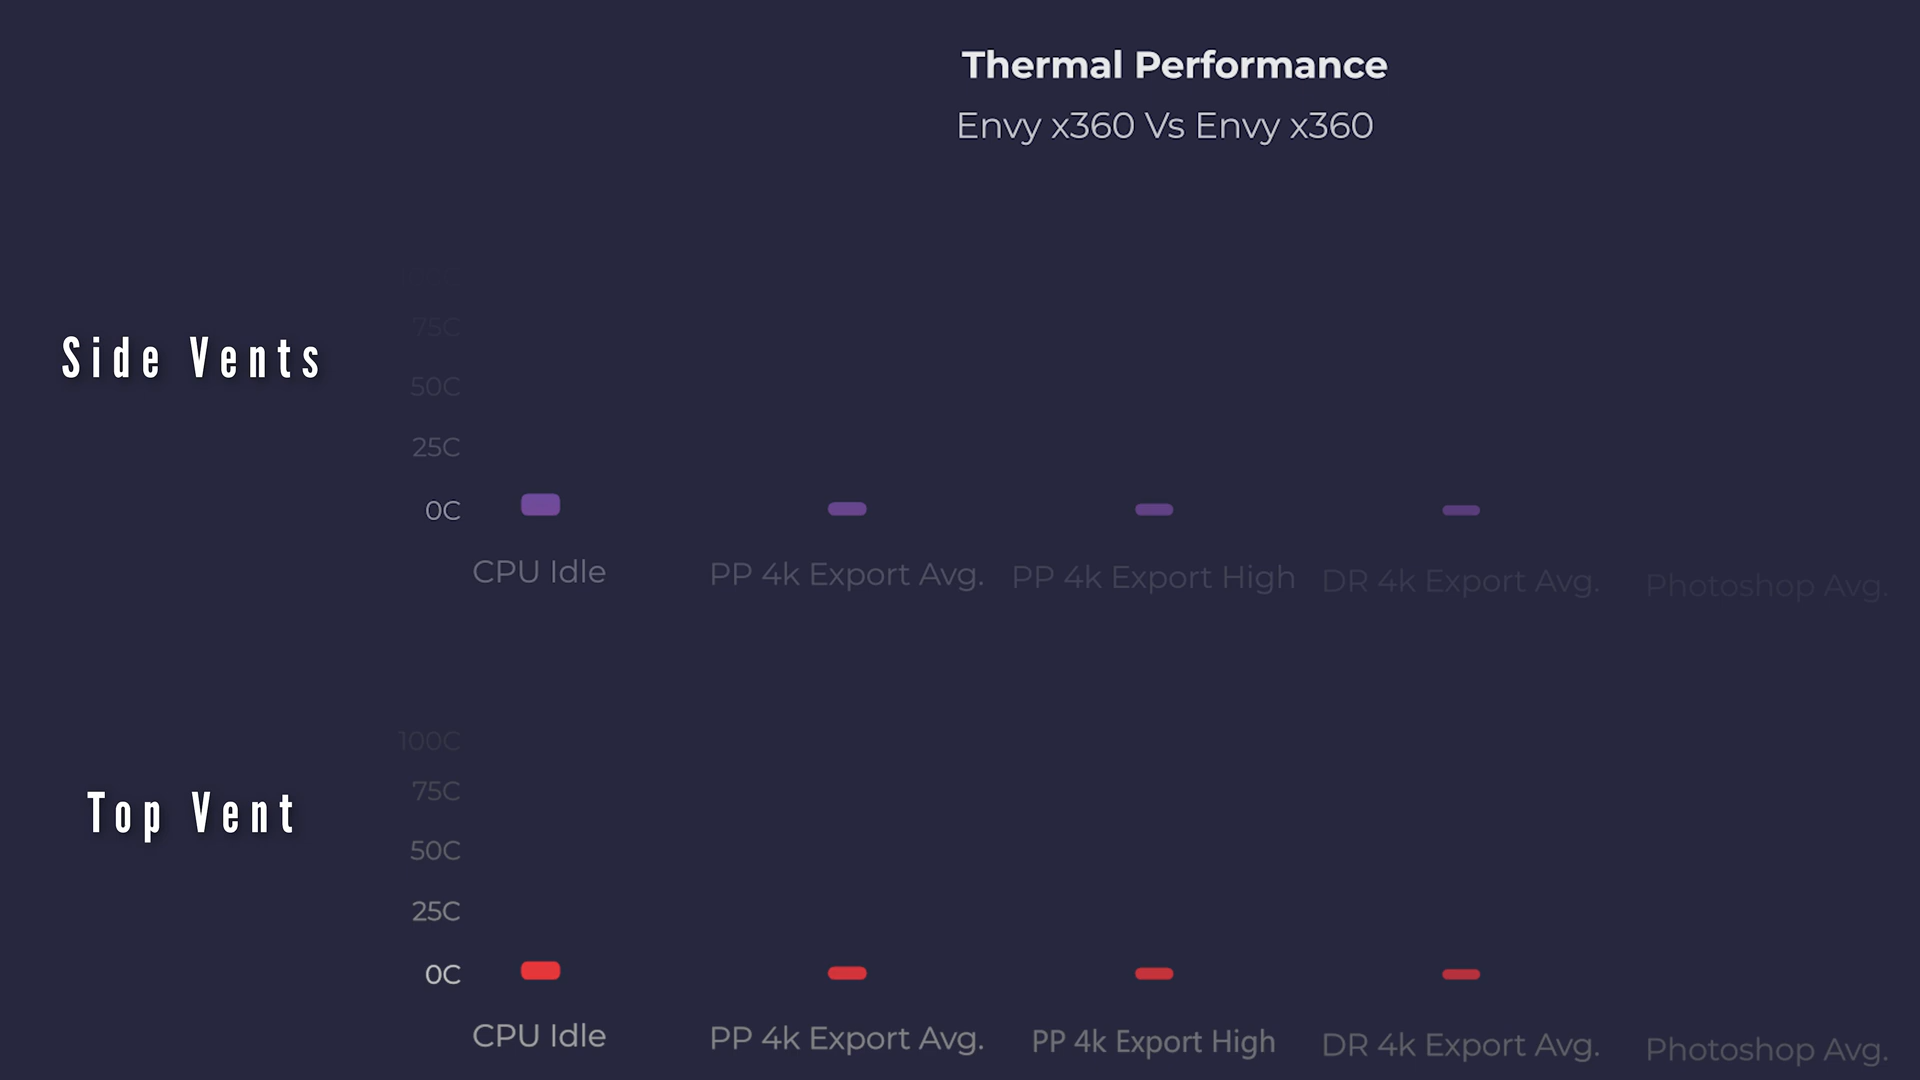 Thermal Performance
Envy x360 Vs Envy x360
Side Vents
75C
50C
25C
0C
CPU Idle
PP 4k Export Avg.
PP 4k Export High
DR 4k Export Avg.
Photoshop Avg.
Top Vent
100C
75C
50C
25C
0C
CPU Idle
PP 4k Export Avg.
PP 4k Export High
DR 4k Export Avg.
Photoshop Avg.